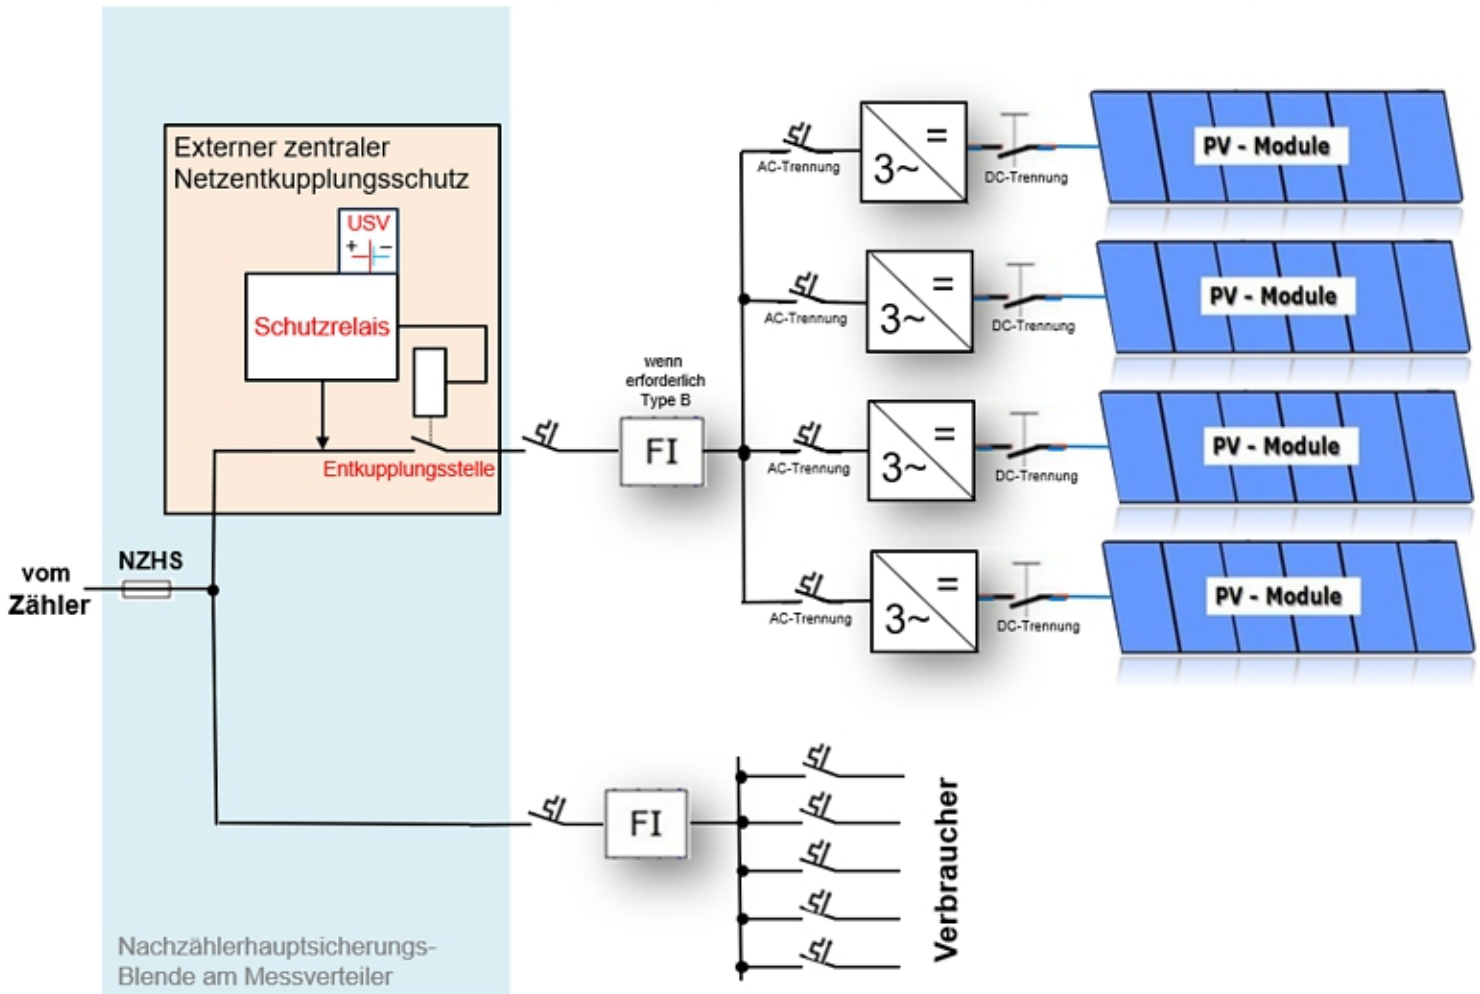 Externer zentraler
Netzentkupplungsschutz
USV
+ −
Schutzrelais
Entkupplungsstelle
NZHS
vom
Zähler
wenn
erforderlich
Type B
FI
AC-Trennung
3~ =
DC-Trennung
PV - Module
AC-Trennung
3~ =
DC-Trennung
PV - Module
AC-Trennung
3~ =
DC-Trennung
PV - Module
AC-Trennung
3~ =
DC-Trennung
PV - Module
FI
Verbraucher
Nachzählerhauptsicherungs-
Blende am Messverteiler